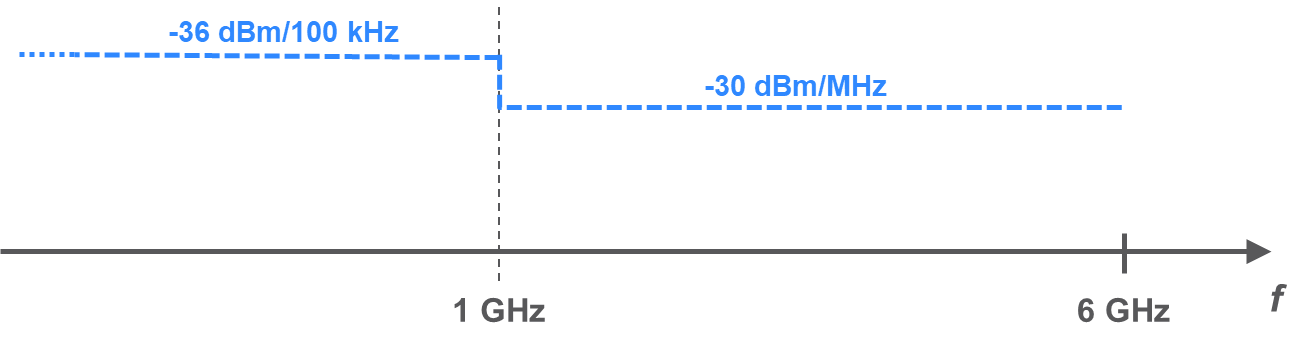 -36 dBm/100 kHz
-30 dBm/MHz
1 GHz
6 GHz
f